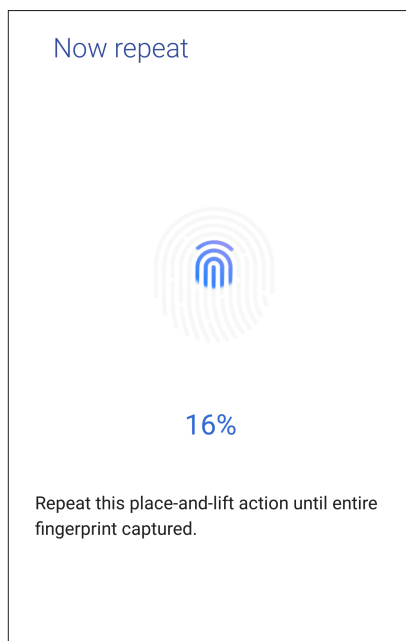 Now repeat
16%
Repeat this place-and-lift action until entire
fingerprint captured.